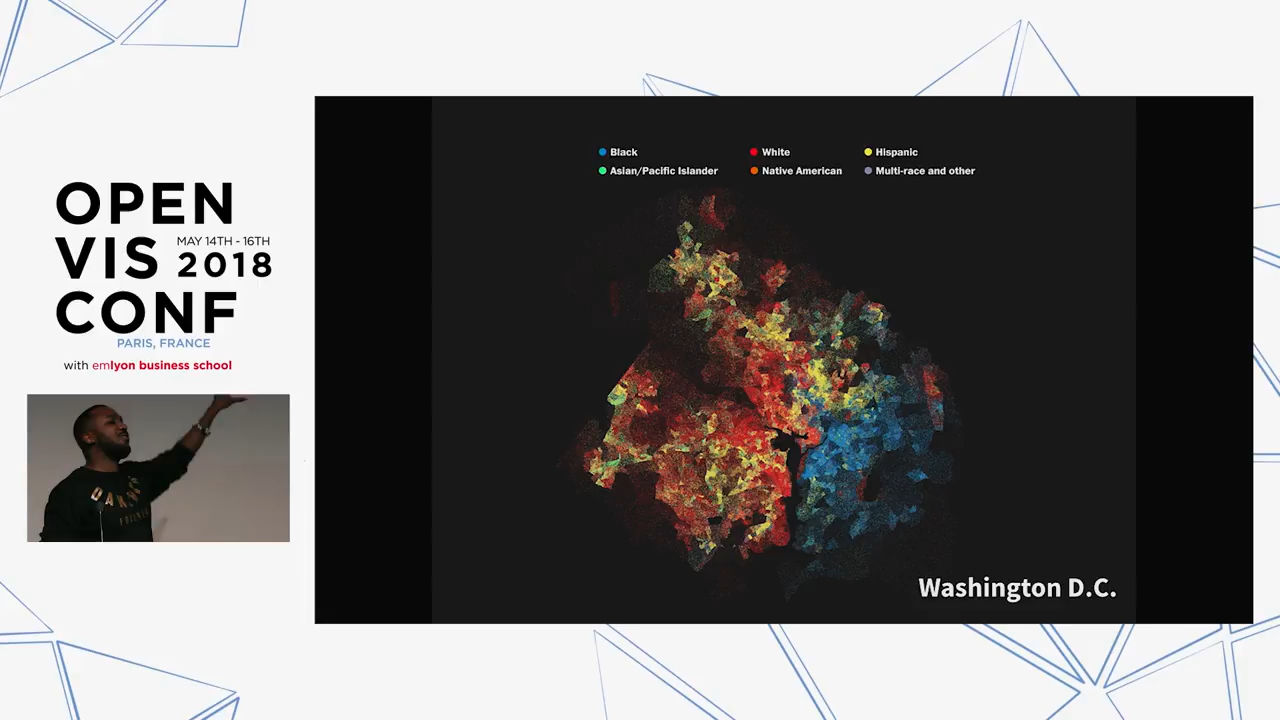 OPEN
VIS
MAY 14TH - 16TH
2018
CONF
PARIS, FRANCE
with emlyon business school
Black
White
Hispanic
Asian/Pacific Islander
Native American
Multi-race and other
Washington D.C.